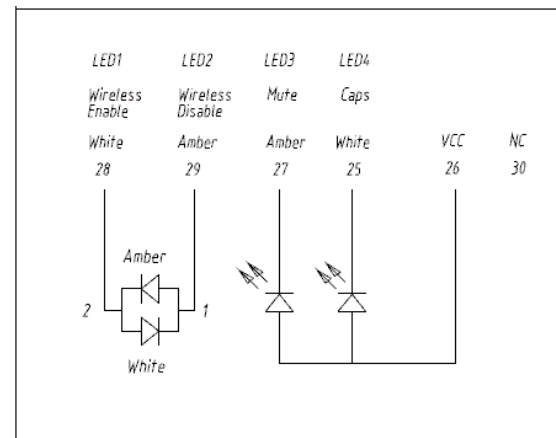 LED1 LED2 LED3 LED4
Wireless Enable Wireless Disable Mute Caps
White Amber Amber White VCC NC
28 29 27 25 26 30
Amber
2 1
White